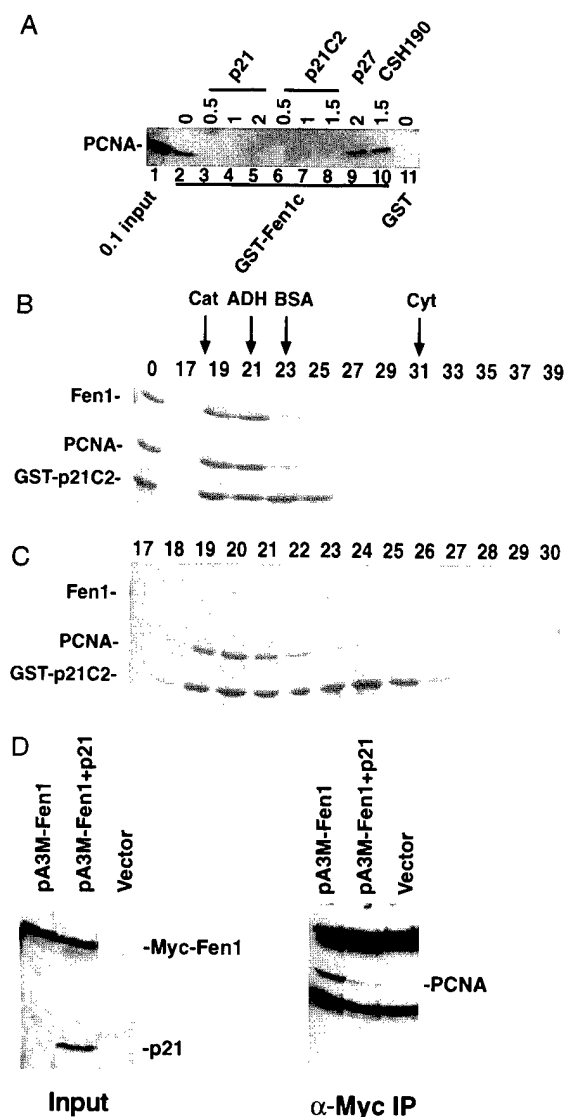 A
p21 p21C2 p27 CSH190
0 0.5 1 2 0.5 1 1.5 2 1.5 0
PCNA-
1 2 3 4 5 6 7 8 9 10 11
0.1 input GST-Fen1c GST
B
Cat ADH BSA Cyt
0 17 19 21 23 25 27 29 31 33 35 37 39
Fen1-
PCNA-
GST-p21C2-
C
17 18 19 20 21 22 23 24 25 26 27 28 29 30
Fen1-
PCNA-
GST-p21C2-
D
pA3M-Fen1 pA3M-Fen1+p21 Vector pA3M-Fen1 pA3M-Fen1+p21 Vector
-Myc-Fen1
-PCNA
-p21
Input α-Myc IP